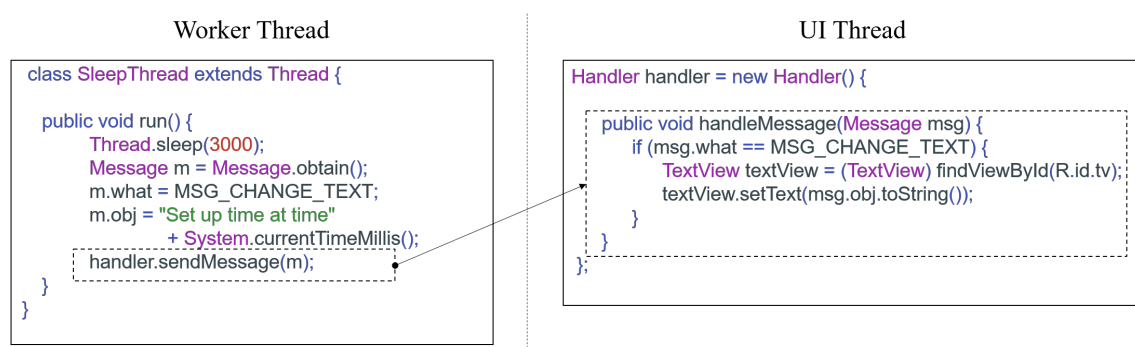 Worker Thread
class SleepThread extends Thread {
public void run() {
Thread.sleep(3000);
Message m = Message.obtain();
m.what = MSG_CHANGE_TEXT;
m.obj = "Set up time at time"
+ System.currentTimeMillis();
handler.sendMessage(m);
}
}
UI Thread
Handler handler = new Handler() {
public void handleMessage(Message msg) {
if (msg.what == MSG_CHANGE_TEXT) {
TextView textView = (TextView) findViewById(R.id.tv);
textView.setText(msg.obj.toString());
}
}
};